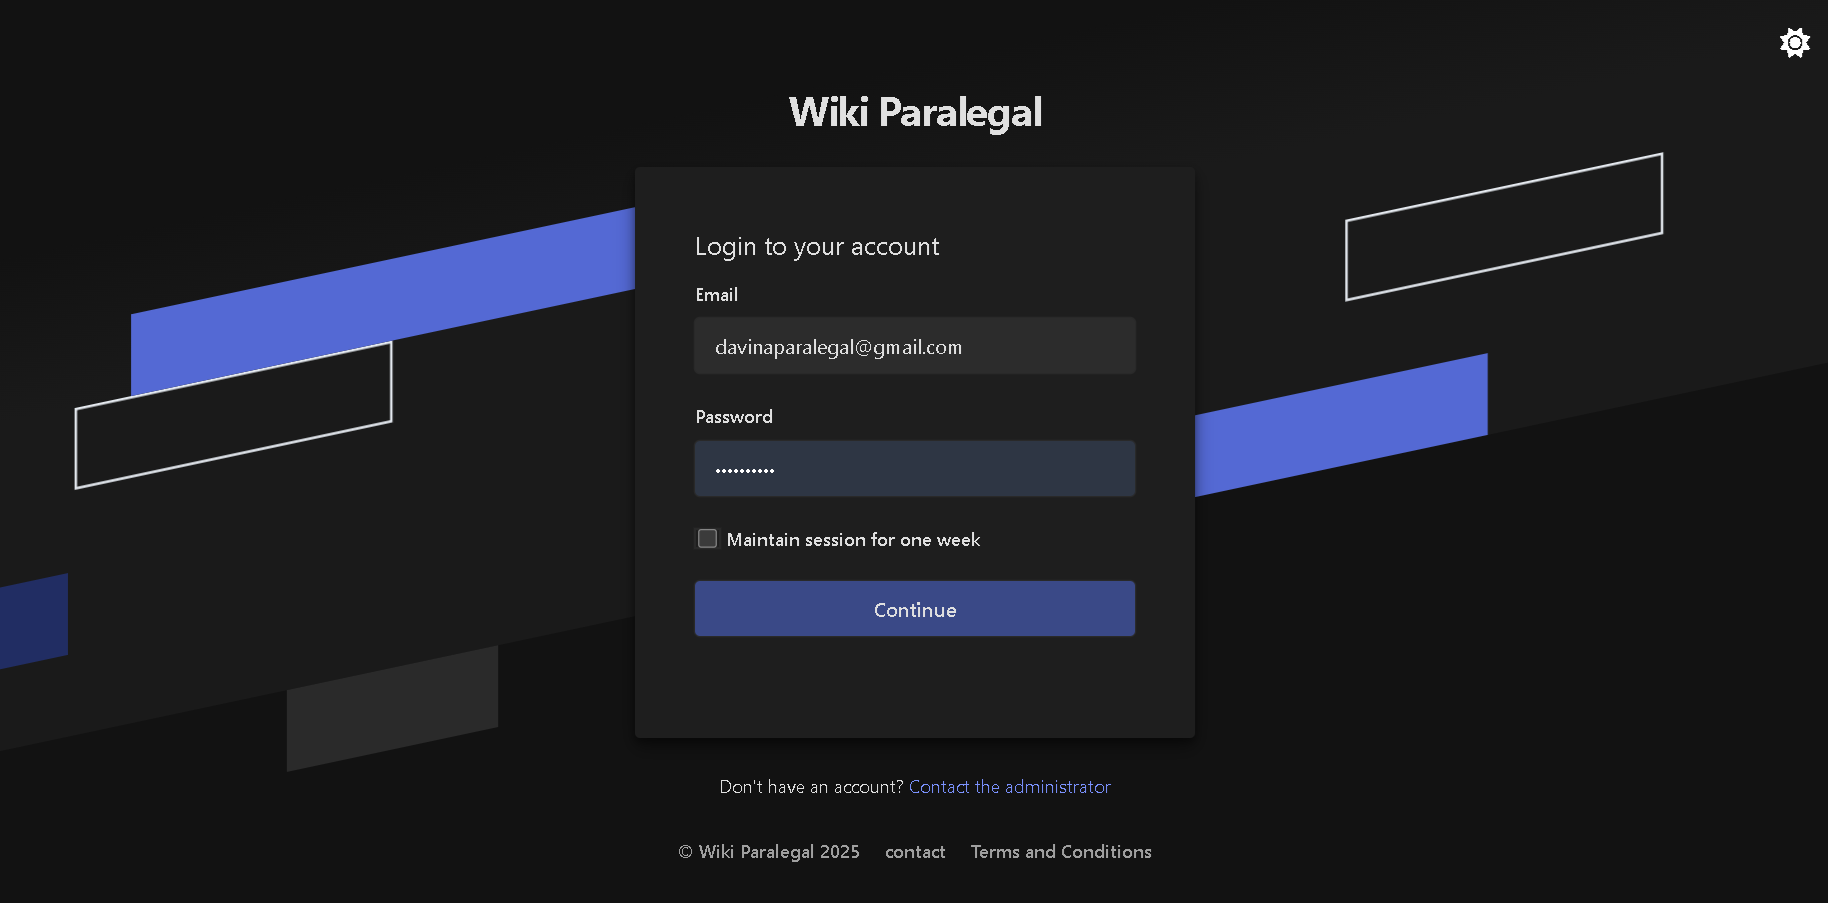 Wiki Paralegal
Login to your account
Email
davinaparalegal@gmail.com
Password
••••••••••
Maintain session for one week
Continue
Don't have an account? Contact the administrator
© Wiki Paralegal 2025 contact Terms and Conditions